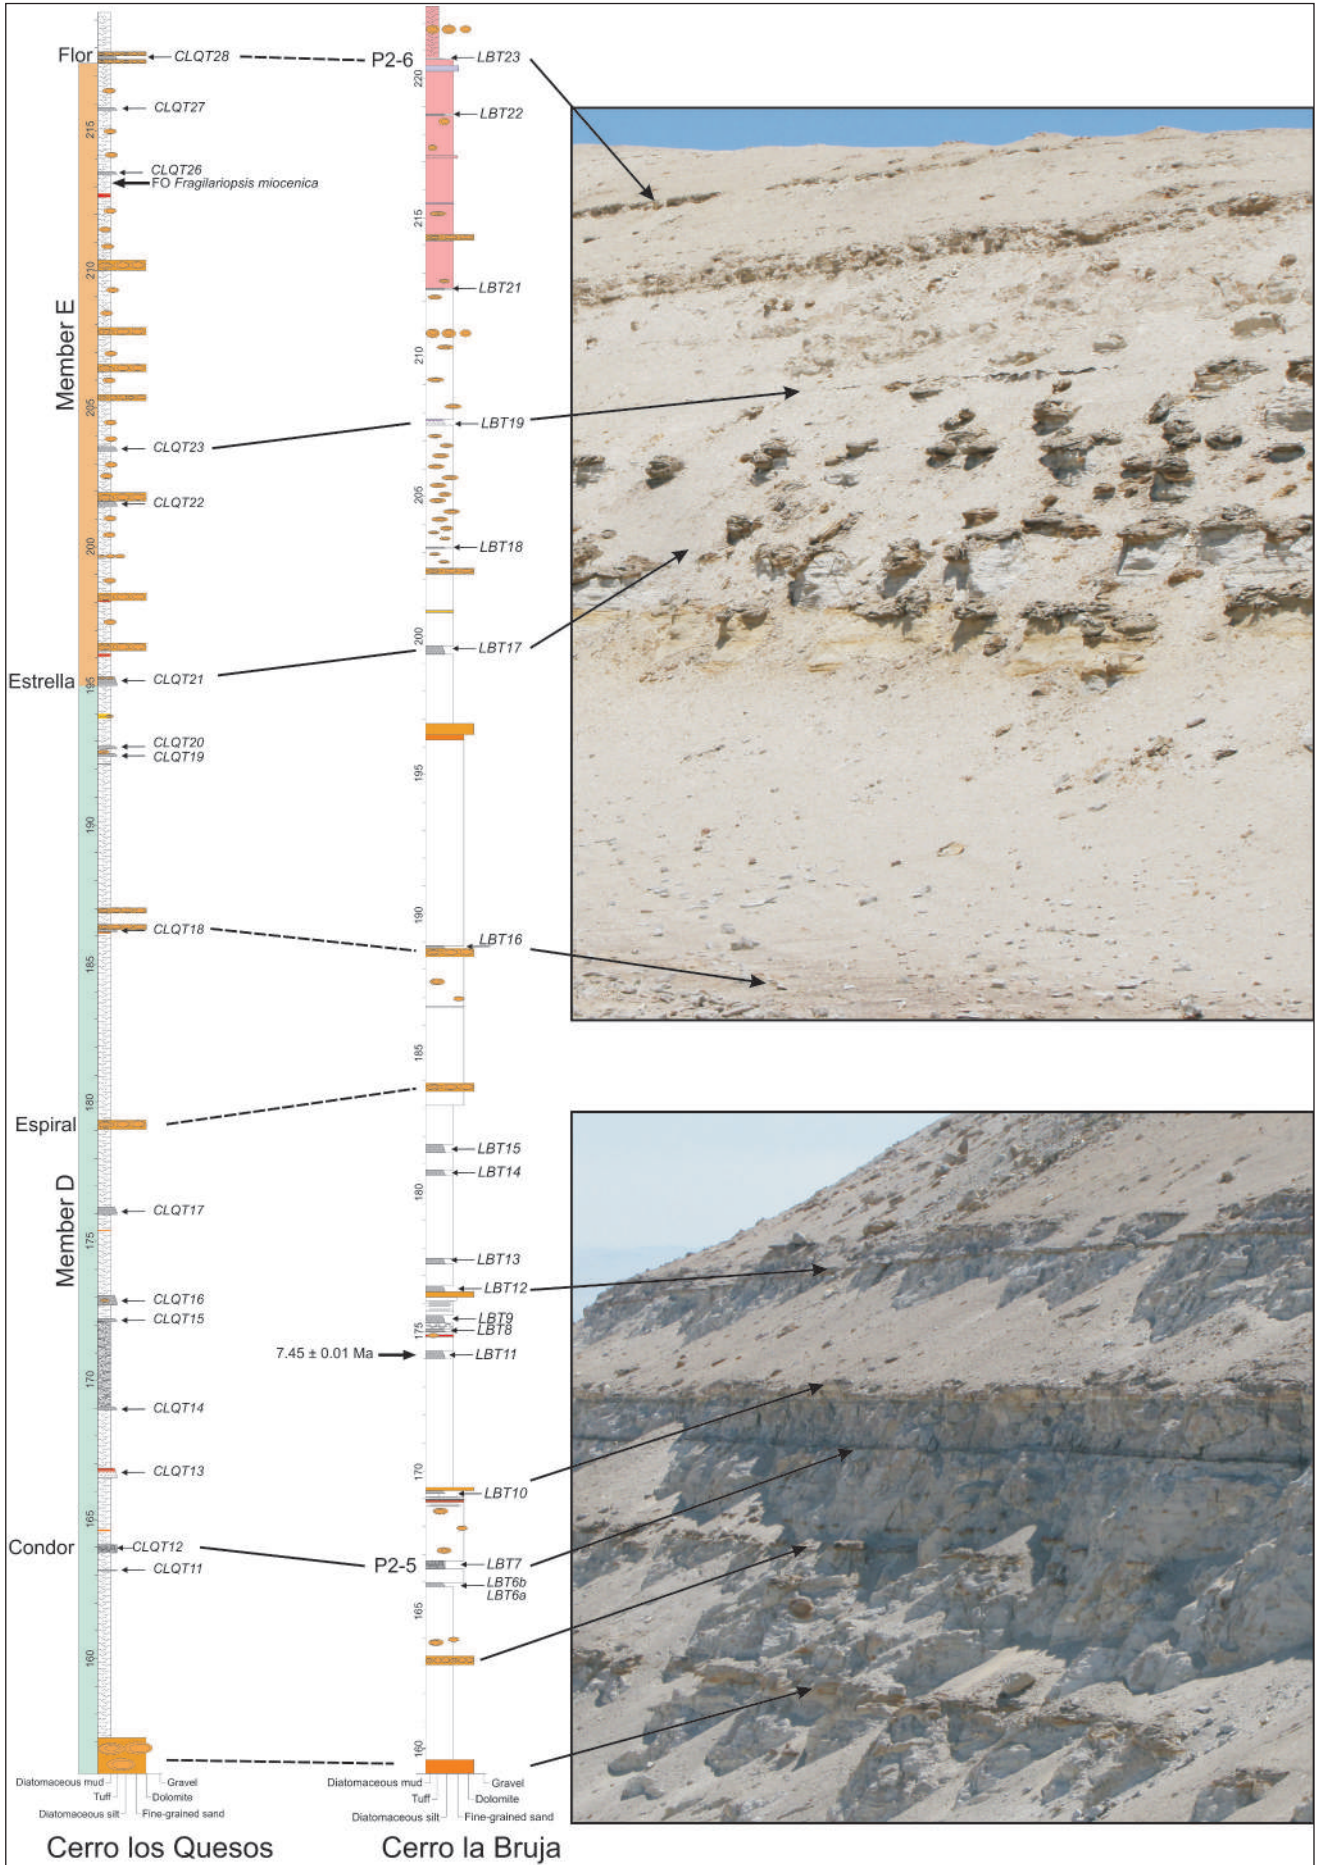 Flor
CLQT28
P2-6
LBT23
220
CLQT27
LBT22
215
CLQT26
FO Fragilariopsis miocenica
215
210
LBT21
Member E
210
205
LBT19
CLQT23
205
CLQT22
LBT18
200
200
LBT17
Estrella
CLQT21
195
CLQT20
CLQT19
195
190
190
LBT16
CLQT18
185
185
180
Espiral
LBT15
LBT14
180
Member D
CLQT17
175
LBT13
LBT12
CLQT16
LBT9
CLQT15
LBT8
175
7.45 ± 0.01 Ma
LBT11
170
CLQT14
170
CLQT13
LBT10
165
Condor
CLQT12
P2-5
LBT7
CLQT11
LBT6b
LBT6a
165
160
160
Diatomaceous mud
Gravel
Tuff
Dolomite
Diatomaceous silt
Fine-grained sand
Diatomaceous mud
Gravel
Tuff
Dolomite
Diatomaceous silt
Fine-grained sand
Cerro los Quesos
Cerro la Bruja